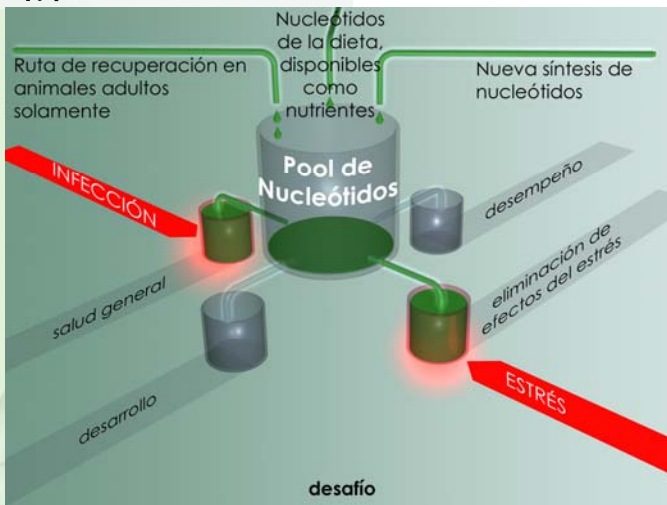 Nucleótidos
de la dieta,
disponibles
como
nutrientes
Ruta de recuperación en
animales adultos
solamente
Nueva síntesis de
nucleótidos
Pool de
Nucleótidos
INFECCIÓN
desempeño
salud general
eliminación de
efectos del estrés
desarrollo
ESTRÉS
desafío